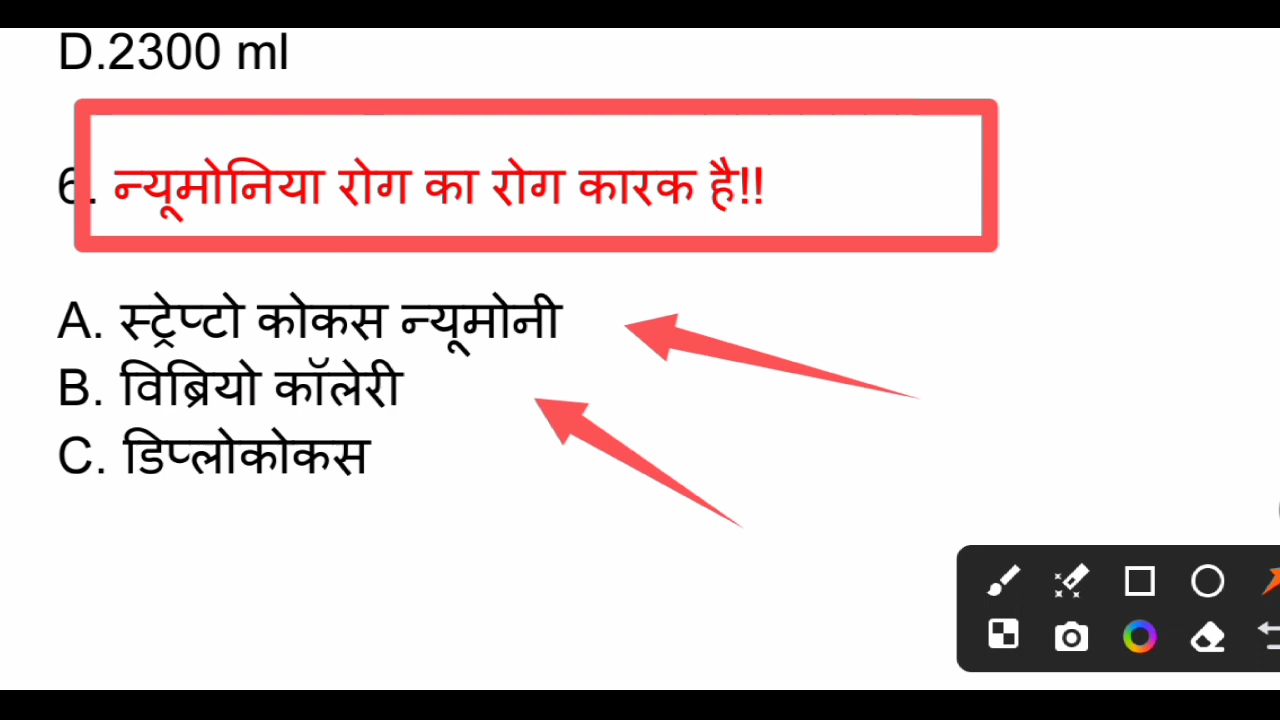 D.2300 ml
6. न्यूमोनिया रोग का रोग कारक है!!
A. स्ट्रेप्टो कोकस न्यूमोनी
B. विब्रियो कॉलेरी
C. डिप्लोकोकस